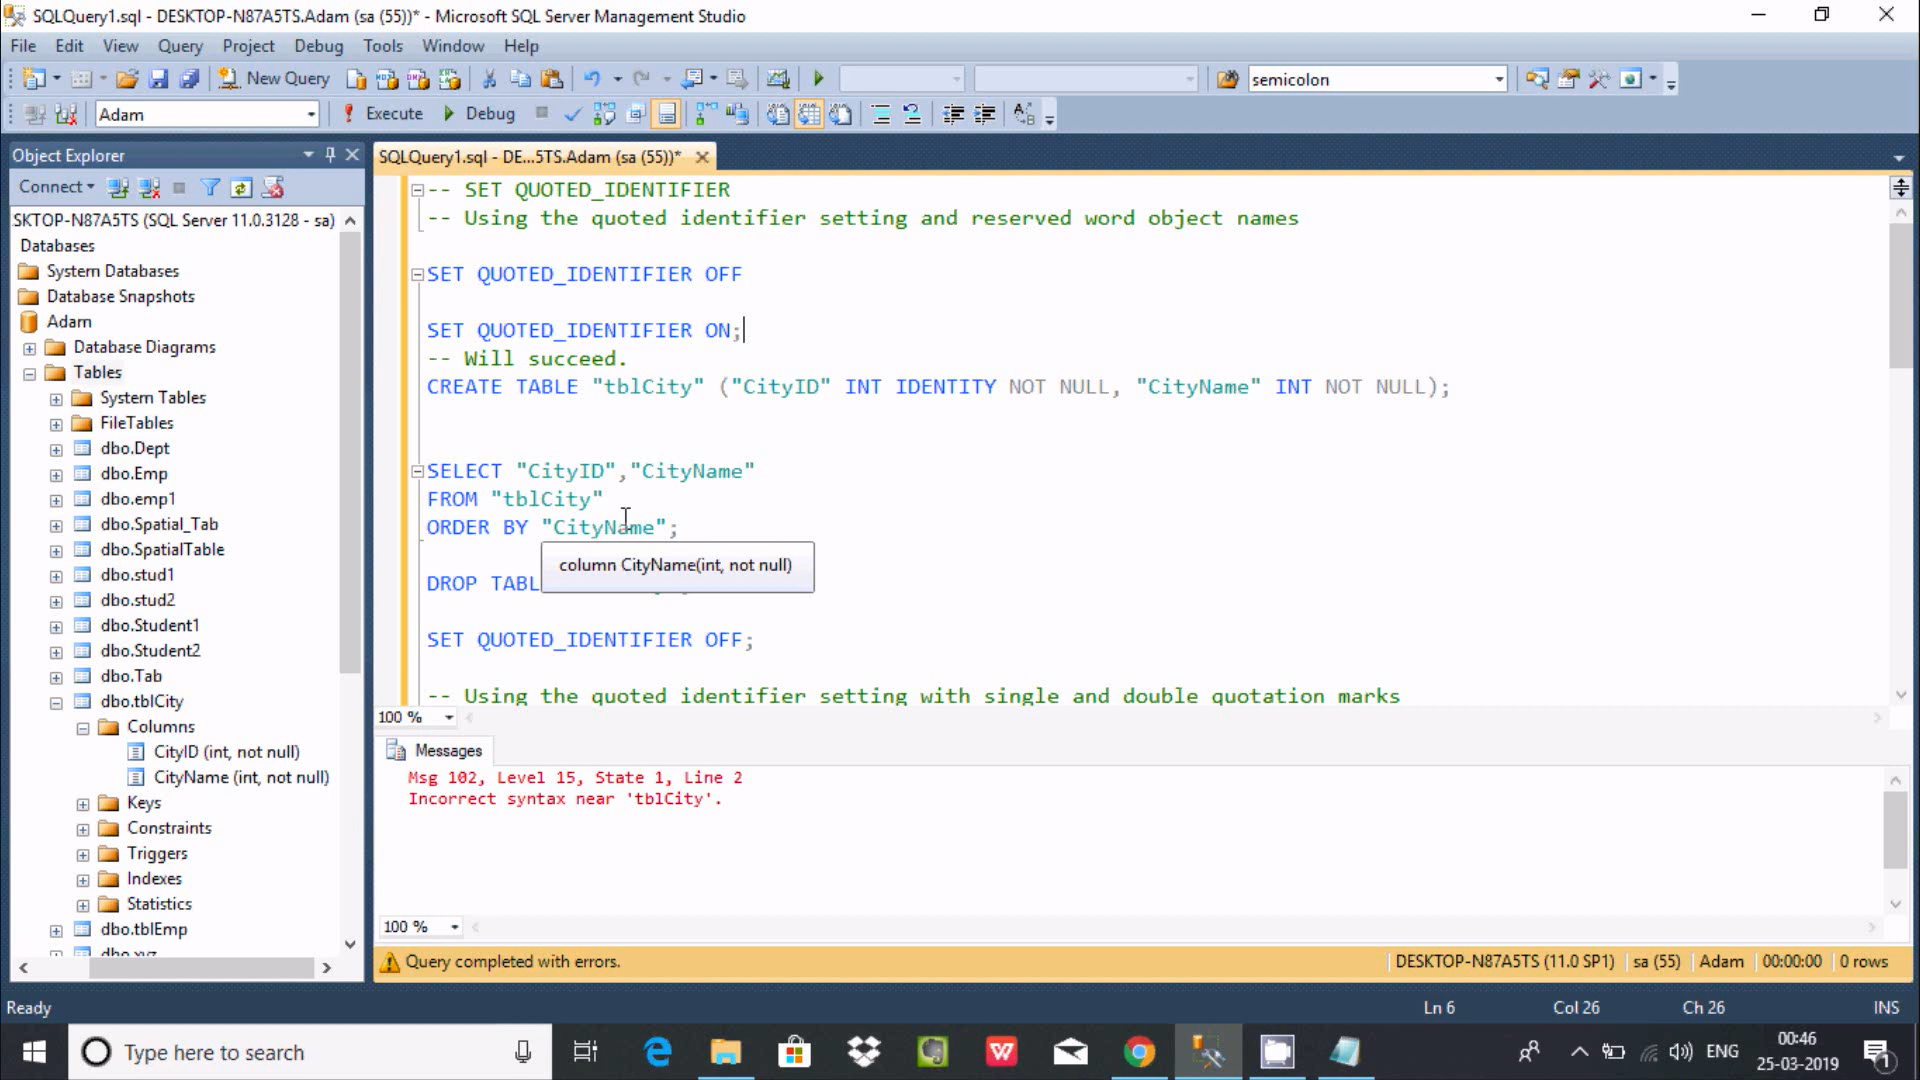 SQLQuery1.sql - DESKTOP-N87A5TS.Adam (sa (55))* - Microsoft SQL Server Management Studio
File Edit View Query Project Debug Tools Window Help
New Query semicolon
Adam Execute Debug
Object Explorer
Connect
SKTOP-N87A5TS (SQL Server 11.0.3128 - sa)
Databases
System Databases
Database Snapshots
Adam
Database Diagrams
Tables
System Tables
FileTables
dbo.Dept
dbo.Emp
dbo.emp1
dbo.Spatial_Tab
dbo.SpatialTable
dbo.stud1
dbo.stud2
dbo.Student1
dbo.Student2
dbo.Tab
dbo.tblCity
Columns
CityID (int, not null)
CityName (int, not null)
Keys
Constraints
Triggers
Indexes
Statistics
dbo.tblEmp
SQLQuery1.sql - DE...5TS.Adam (sa (55))*
-- SET QUOTED_IDENTIFIER
-- Using the quoted identifier setting and reserved word object names
SET QUOTED_IDENTIFIER OFF
SET QUOTED_IDENTIFIER ON;
-- Will succeed.
CREATE TABLE "tblCity" ("CityID" INT IDENTITY NOT NULL, "CityName" INT NOT NULL);
SELECT "CityID","CityName"
FROM "tblCity"
ORDER BY "CityName";
column CityName(int, not null)
DROP TABL
SET QUOTED_IDENTIFIER OFF;
-- Using the quoted identifier setting with single and double quotation marks
100 %
Messages
Msg 102, Level 15, State 1, Line 2
Incorrect syntax near 'tblCity'.
100 %
Query completed with errors. DESKTOP-N87A5TS (11.0 SP1) sa (55) Adam 00:00:00 0 rows
Ready Ln 6 Col 26 Ch 26 INS
Type here to search ENG 00:46
25-03-2019 1